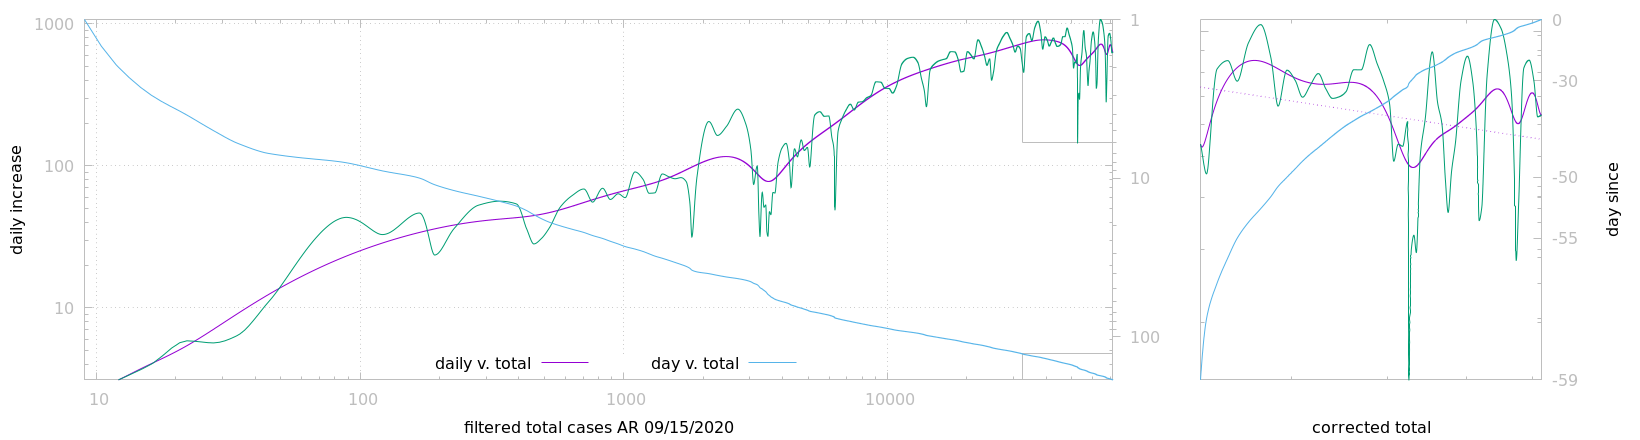 1000
100
10
daily increase
10
100
1000
10000
filtered total cases AR 09/15/2020
daily v. total
day v. total
1
10
100
0
-30
-50
-55
-59
day since
corrected total